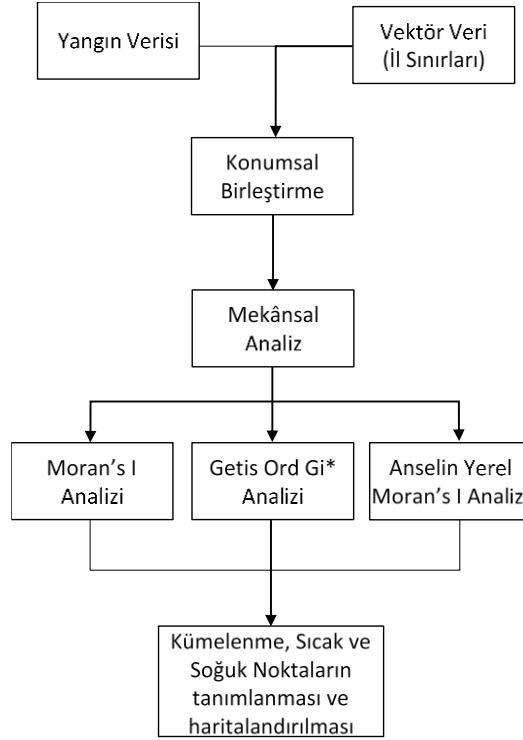 Yangın Verisi
Vektör Veri
(İl Sınırları)
Konumsal
Birleştirme
Mekânsal
Analiz
Moran’s I
Analizi
Getis Ord Gi*
Analizi
Anselin Yerel
Moran’s I Analiz
Kümelenme, Sıcak ve
Soğuk Noktaların
tanımlanması ve
haritalandırılması